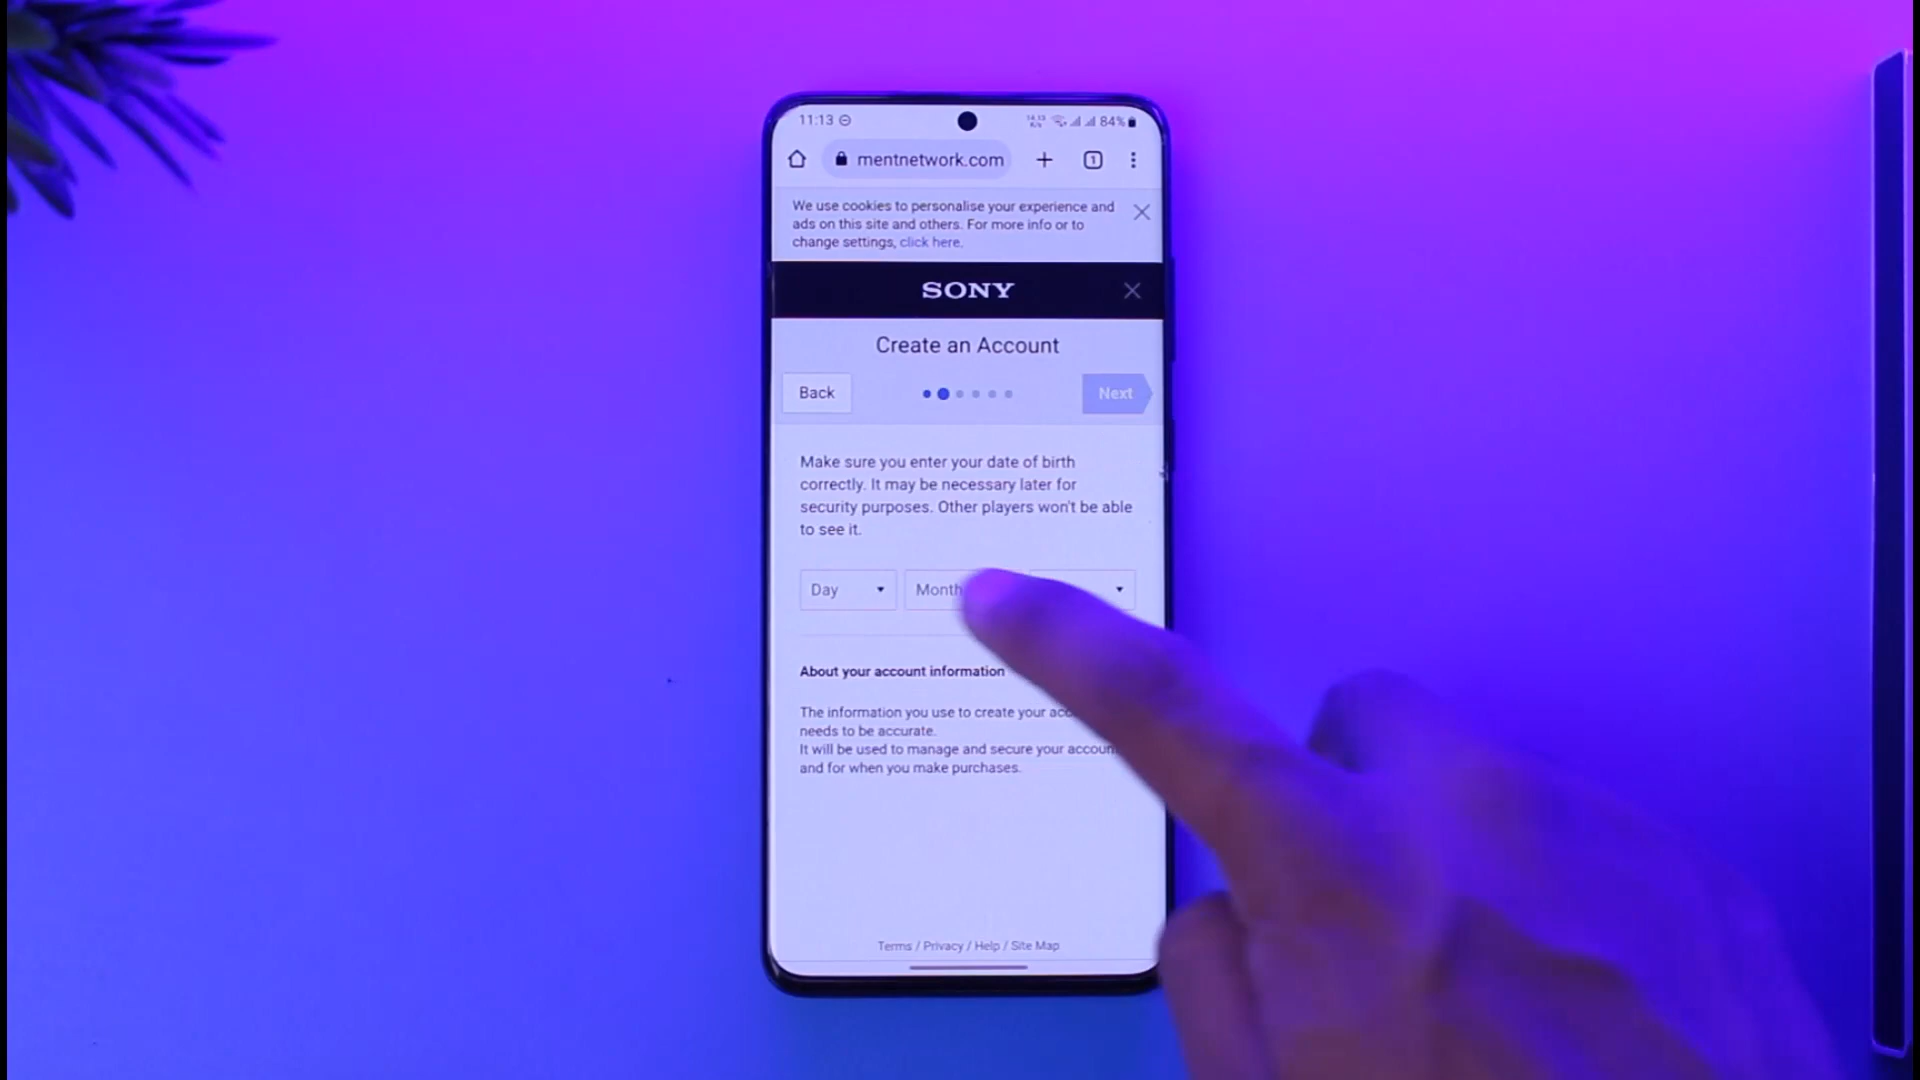 11:13
84%
mentnetwork.com
1
We use cookies to personalise your experience and
ads on this site and others. For more info or to
change settings, click here.
SONY
Create an Account
Back
Next
Make sure you enter your date of birth
correctly. It may be necessary later for
security purposes. Other players won't be able
to see it.
Day
Month
About your account information
The information you use to create your
needs to be accurate.
It will be used to manage and secure your account
and for when you make purchases.
Terms / Privacy / Help / Site Map